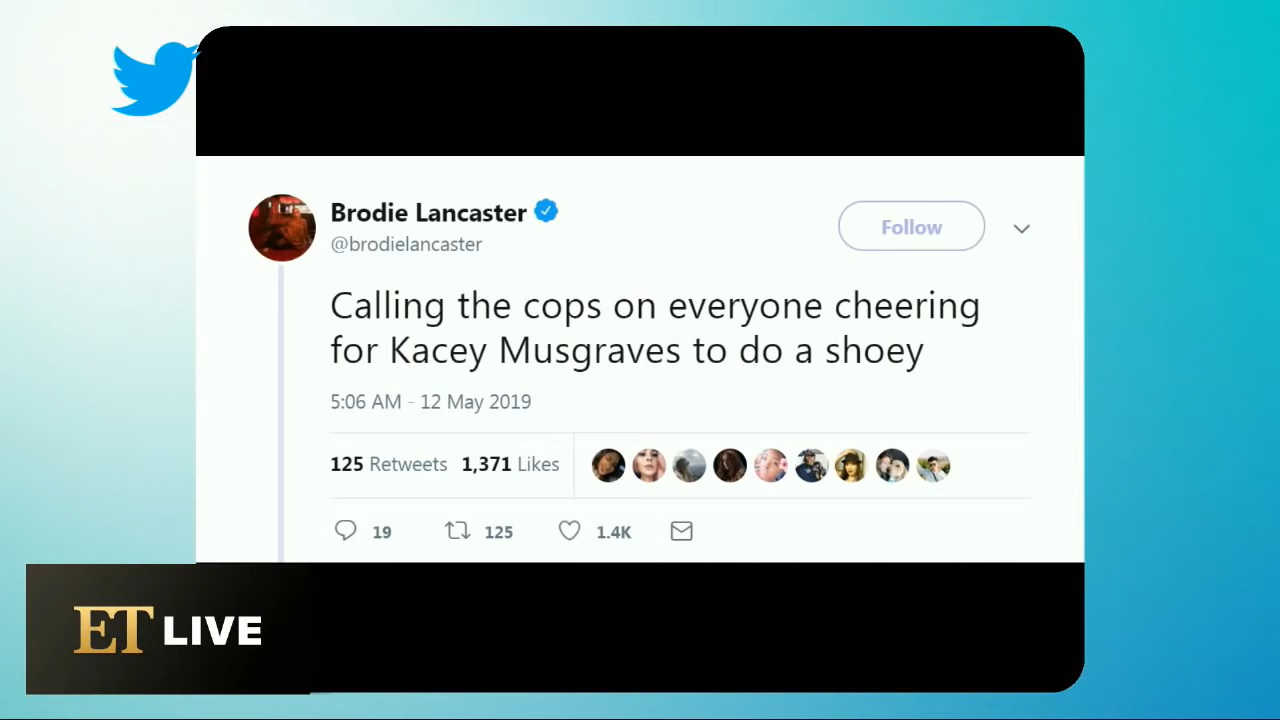 Brodie Lancaster
@brodielancaster
Follow
Calling the cops on everyone cheering
for Kacey Musgraves to do a shoey
5:06 AM - 12 May 2019
125 Retweets 1,371 Likes
19 125 1.4K
ET LIVE